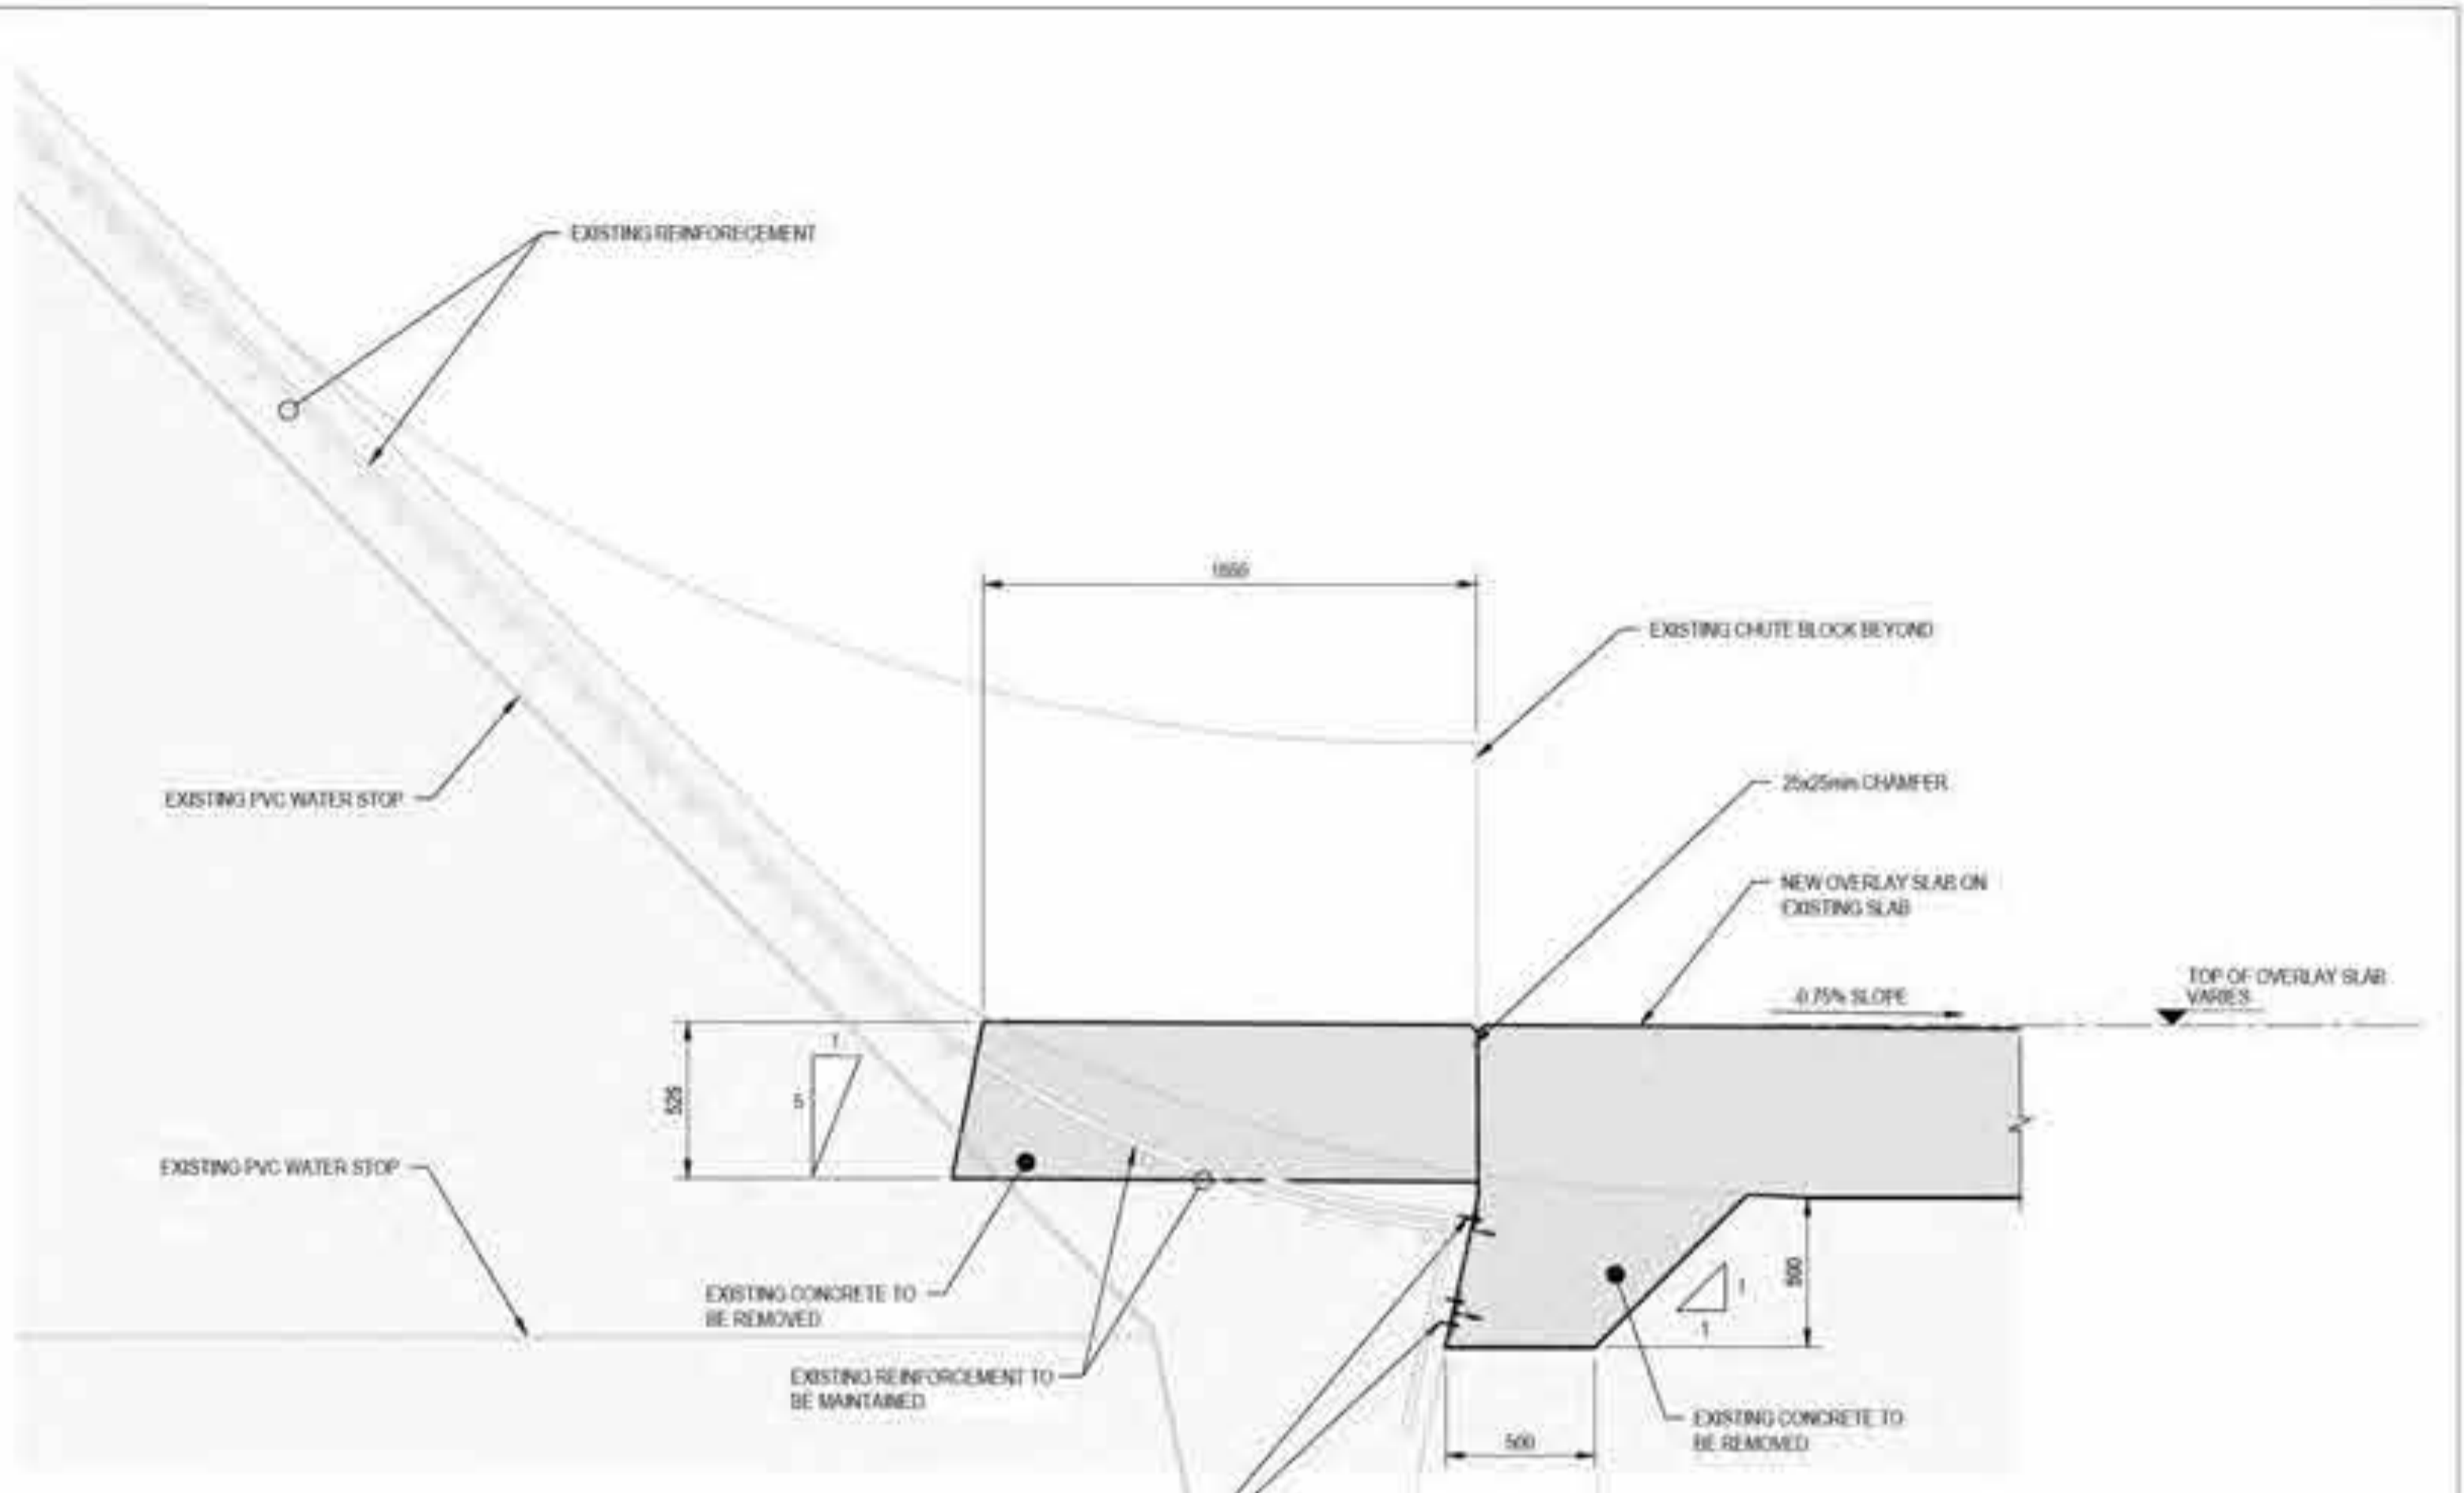 EXISTING REINFORECEMENT
1655
EXISTING CHUTE BLOCK BEYOND
EXISTING PVC WATER STOP
25x25mm CHAMFER
NEW OVERLAY SLAB ON
EXISTING SLAB
-0.75% SLOPE
TOP OF OVERLAY SLAB
VARIES
525
1
5
EXISTING PVC WATER STOP
EXISTING CONCRETE TO
BE REMOVED
500
1
1
EXISTING REINFORCEMENT TO
BE MAINTAINED
500
EXISTING CONCRETE TO
BE REMOVED